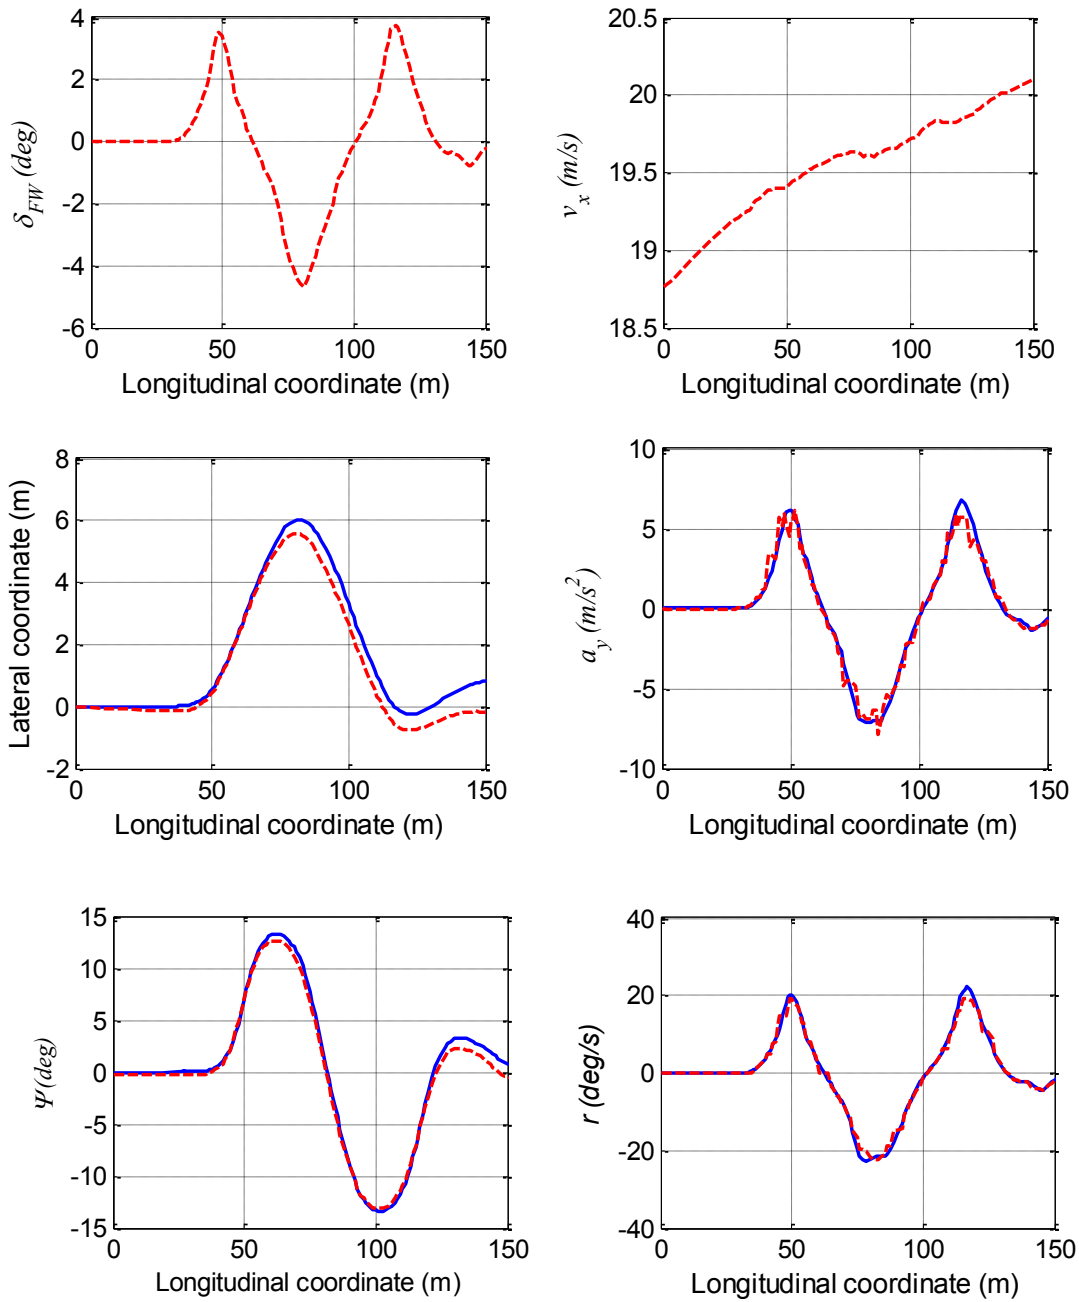 4
2
0
-2
-4
-6
δFW (deg)
0 50 100 150
Longitudinal coordinate (m)
20.5
20
19.5
19
18.5
vx (m/s)
0 50 100 150
Longitudinal coordinate (m)
8
6
4
2
0
-2
Lateral coordinate (m)
0 50 100 150
Longitudinal coordinate (m)
10
5
0
-5
-10
ay (m/s2)
0 50 100 150
Longitudinal coordinate (m)
15
10
5
0
-5
-10
-15
Ψ (deg)
0 50 100 150
Longitudinal coordinate (m)
40
20
0
-20
-40
r (deg/s)
0 50 100 150
Longitudinal coordinate (m)